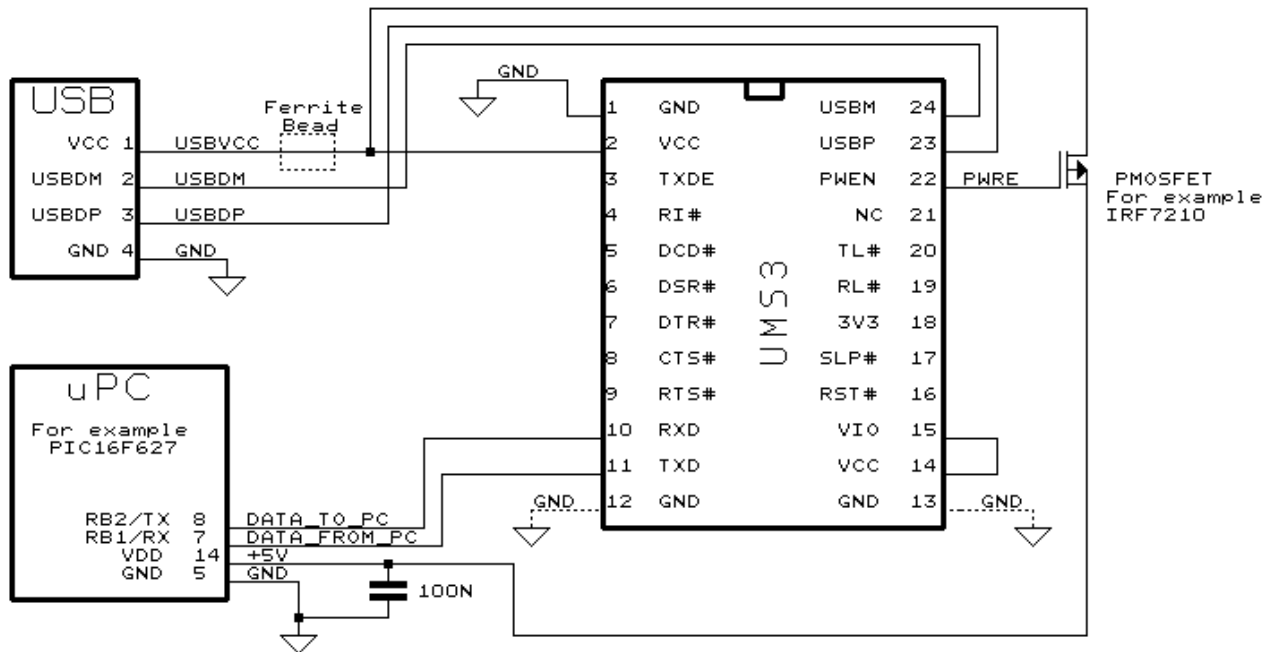 USB
VCC 1
USBDM 2
USBDP 3
GND 4
USBVCC
USBDM
USBDP
GND
Ferrite
Bead
GND
1 GND USBM 24
2 VCC USBP 23
3 TXDE PWEN 22
4 RI# NC 21
5 DCD# TL# 20
6 DSR# RL# 19
7 DTR# 3V3 18
8 CTS# SLP# 17
9 RTS# RST# 16
10 RXD VIO 15
11 TXD VCC 14
12 GND GND 13
UMS3
PWRE
PMOSFET
For example
IRF7210
GND
GND
uPC
For example
PIC16F627
RB2/TX 8 DATA_TO_PC
RB1/RX 7 DATA_FROM_PC
VDD 14 +5V
GND 5 GND
100N